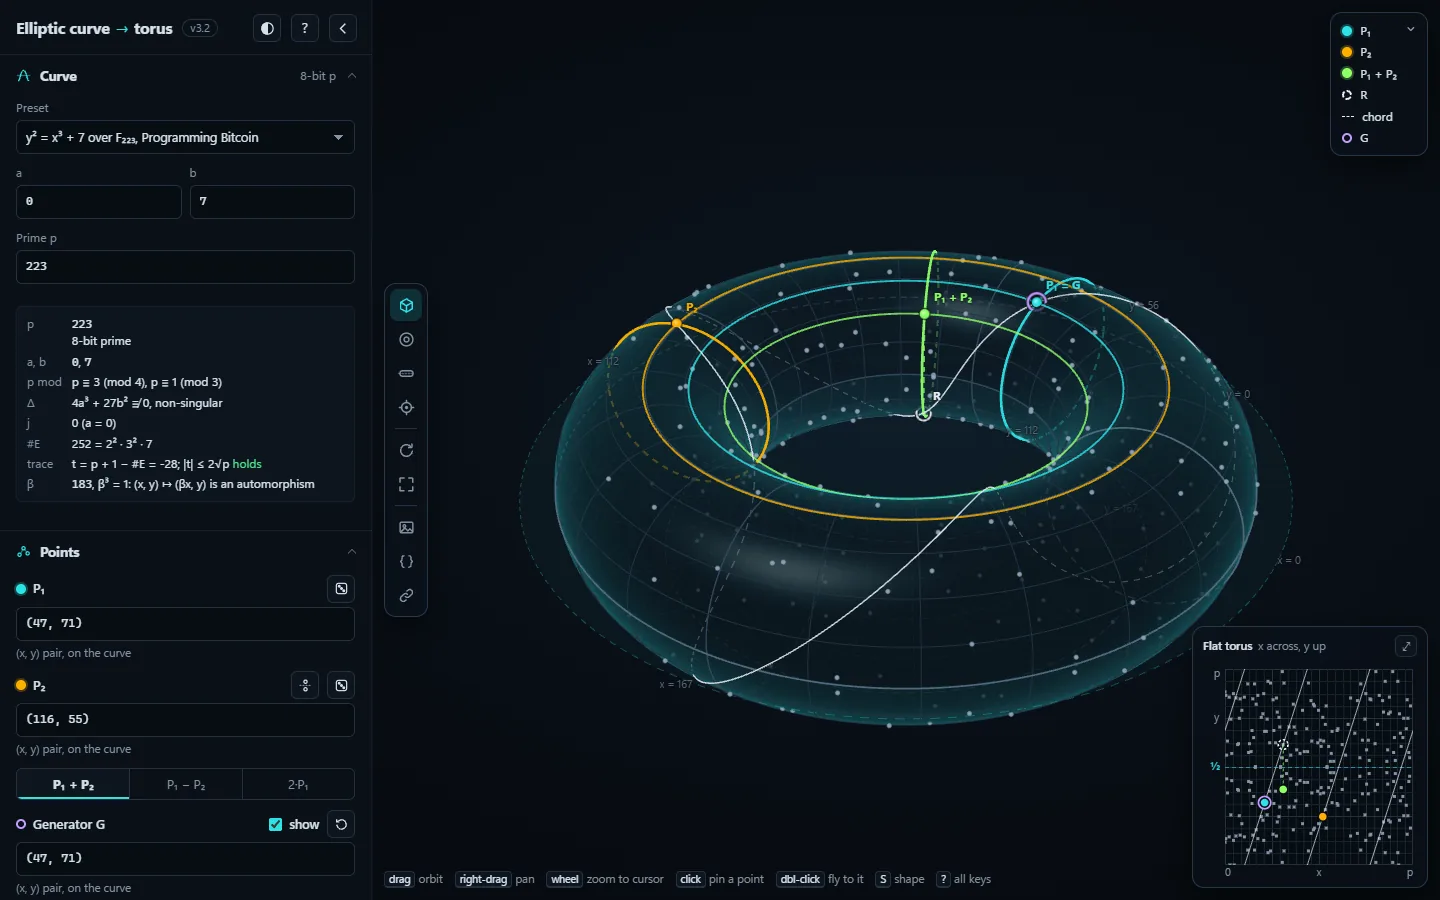 Elliptic curve → torus v3.2
?
Curve 8-bit p
Preset
y² = x³ + 7 over F₂₂₃, Programming Bitcoin
a b
0 7
Prime p
223
p 223
8-bit prime
a, b 0, 7
p mod p ≡ 3 (mod 4), p ≡ 1 (mod 3)
Δ 4a³ + 27b² ≢ 0, non-singular
j 0 (a = 0)
#E 252 = 2² · 3² · 7
trace t = p + 1 − #E = -28; |t| ≤ 2√p holds
β 183, β³ = 1: (x, y) ↦ (βx, y) is an automorphism
Points
P₁
(47, 71)
(x, y) pair, on the curve
P₂
(116, 55)
(x, y) pair, on the curve
P₁ + P₂ P₁ − P₂ 2·P₁
Generator G show
(47, 71)
(x, y) pair, on the curve
P₁
P₂
P₁ + P₂
R
chord
G
P₁ = G
P₁ + P₂
P₂
y = 56
x = 112
y = 0
R
y = 112
x = 167
x = 0
x = 167
Flat torus x across, y up
p
y
½
0 x p
drag orbit right-drag pan wheel zoom to cursor click pin a point dbl-click fly to it S shape ? all keys